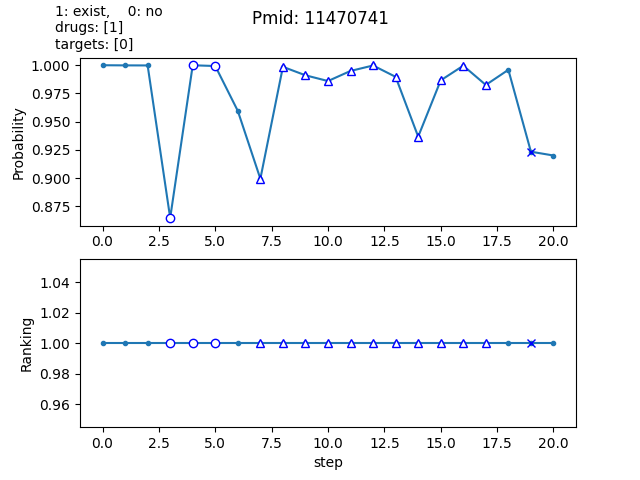 1: exist,    0: no
Pmid: 11470741
drugs: [1]
targets: [0]
1.000
0.975
0.950
0.925
0.900
0.875
Probability
0.0 2.5 5.0 7.5 10.0 12.5 15.0 17.5 20.0
1.04
1.02
1.00
0.98
0.96
Ranking
0.0 2.5 5.0 7.5 10.0 12.5 15.0 17.5 20.0
step